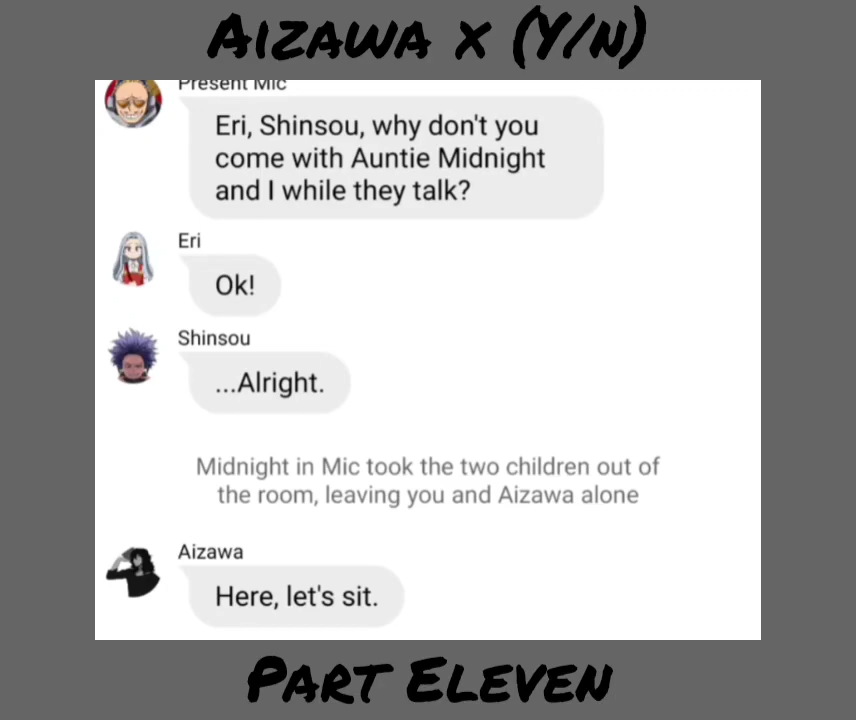 Aizawa x (Y/n)
Present Mic
Eri, Shinsou, why don't you
come with Auntie Midnight
and I while they talk?
Eri
Ok!
Shinsou
...Alright.
Midnight in Mic took the two children out of
the room, leaving you and Aizawa alone
Aizawa
Here, let's sit.
Part Eleven